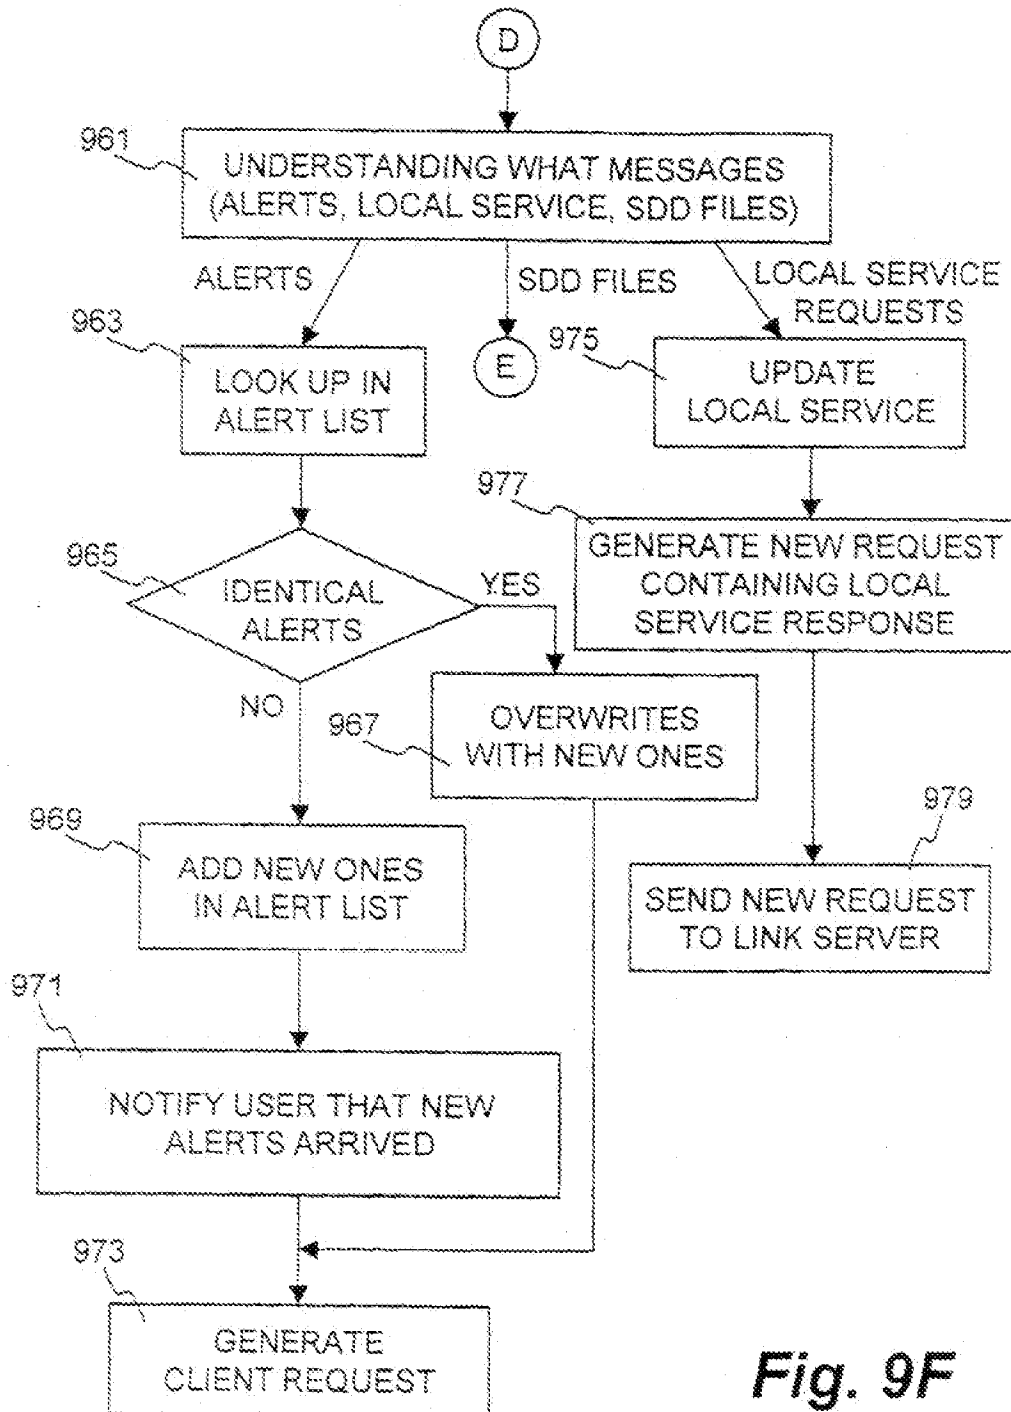 D
961
UNDERSTANDING WHAT MESSAGES
(ALERTS, LOCAL SERVICE, SDD FILES)
ALERTS
SDD FILES
LOCAL SERVICE
REQUESTS
963
LOOK UP IN
ALERT LIST
E
975
UPDATE
LOCAL SERVICE
977
GENERATE NEW REQUEST
CONTAINING LOCAL
SERVICE RESPONSE
965
IDENTICAL
ALERTS
YES
NO
967
OVERWRITES
WITH NEW ONES
979
SEND NEW REQUEST
TO LINK SERVER
969
ADD NEW ONES
IN ALERT LIST
971
NOTIFY USER THAT NEW
ALERTS ARRIVED
973
GENERATE
CLIENT REQUEST
Fig. 9F